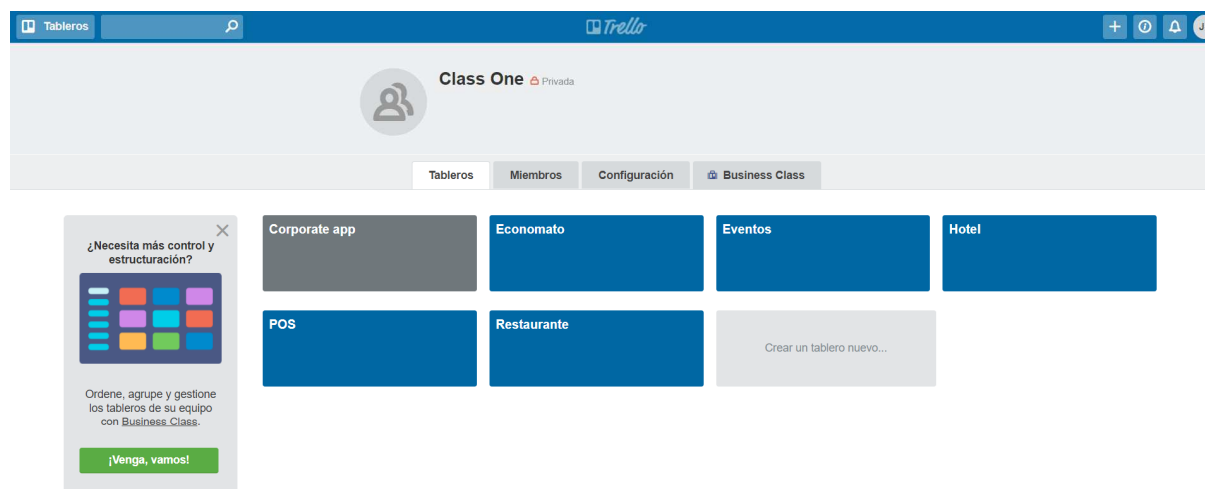 Tableros
Trello
Class One Privada
Tableros
Miembros
Configuración
Business Class
¿Necesita más control y
estructuración?
Ordene, agrupe y gestione
los tableros de su equipo
con Business Class.
¡Venga, vamos!
Corporate app
Economato
Eventos
Hotel
POS
Restaurante
Crear un tablero nuevo...